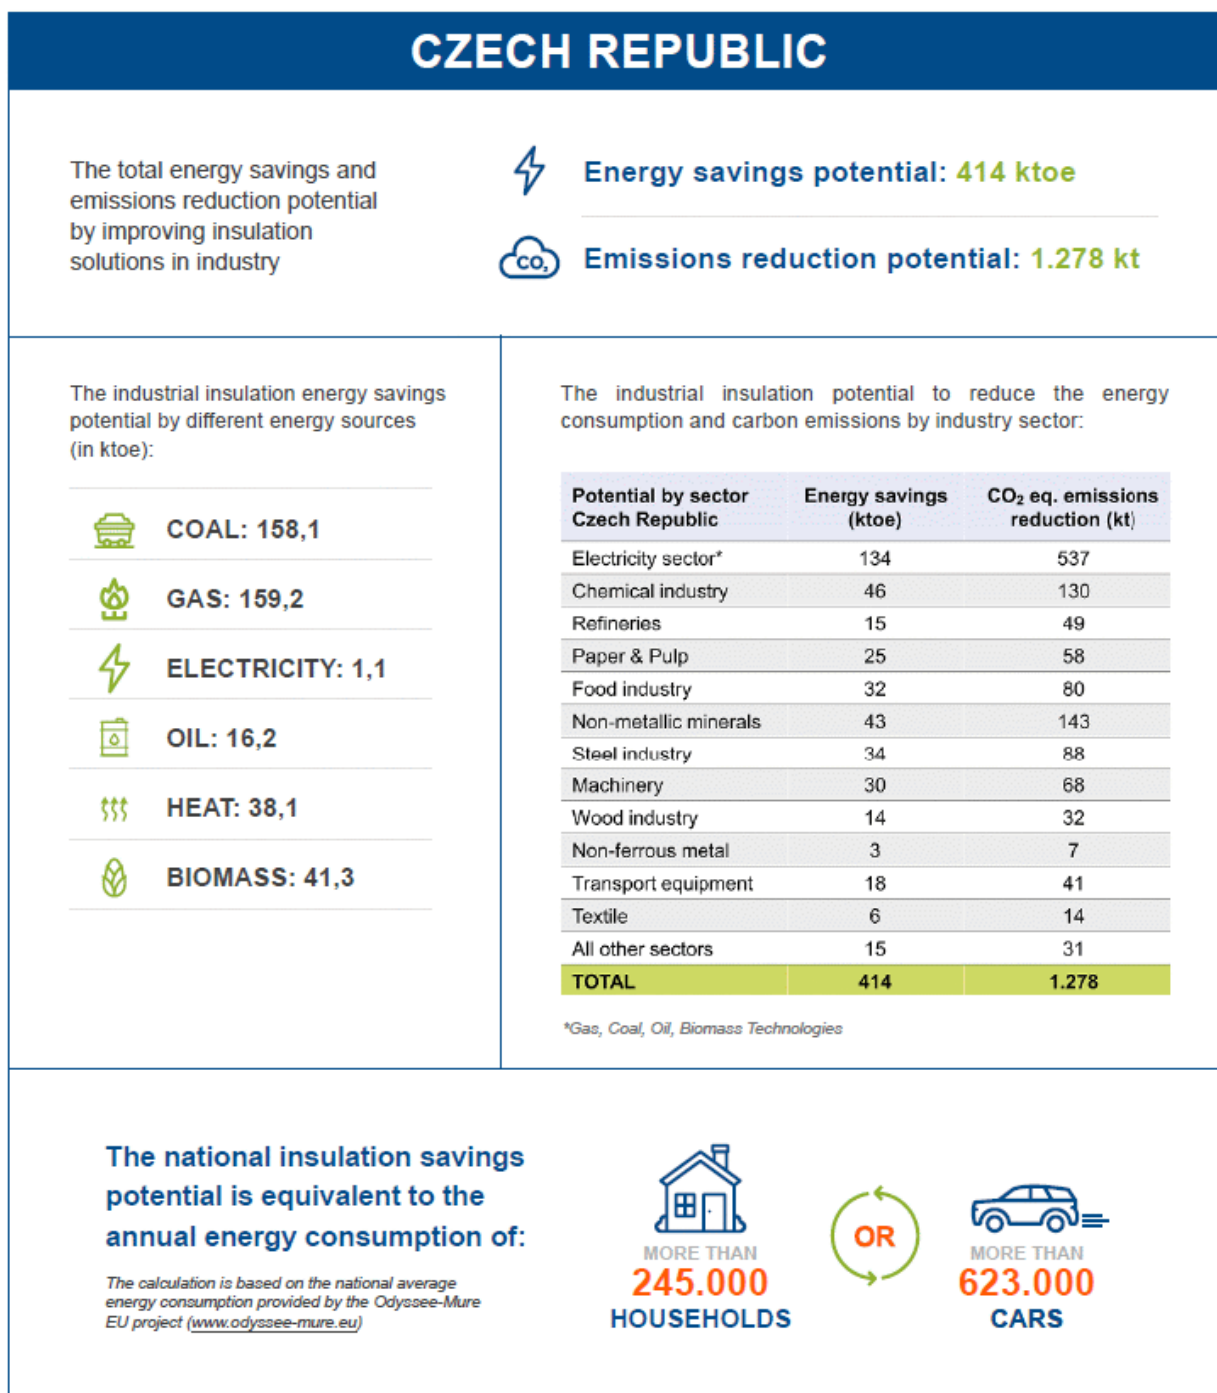 CZECH REPUBLIC
The total energy savings and
emissions reduction potential
by improving insulation
solutions in industry
Energy savings potential: 414 ktoe
CO₂
Emissions reduction potential: 1.278 kt
The industrial insulation energy savings
potential by different energy sources
(in ktoe):
COAL: 158,1
GAS: 159,2
ELECTRICITY: 1,1
OIL: 16,2
HEAT: 38,1
BIOMASS: 41,3
The industrial insulation potential to reduce the energy
consumption and carbon emissions by industry sector:
Potential by sector Czech Republic Energy savings (ktoe) CO₂ eq. emissions reduction (kt)
Electricity sector* 134 537
Chemical industry 46 130
Refineries 15 49
Paper & Pulp 25 58
Food industry 32 80
Non-metallic minerals 43 143
Steel industry 34 88
Machinery 30 68
Wood industry 14 32
Non-ferrous metal 3 7
Transport equipment 18 41
Textile 6 14
All other sectors 15 31
TOTAL 414 1.278
*Gas, Coal, Oil, Biomass Technologies
The national insulation savings
potential is equivalent to the
annual energy consumption of:
The calculation is based on the national average
energy consumption provided by the Odyssee-Mure
EU project (www.odyssee-mure.eu)
MORE THAN
245.000
HOUSEHOLDS
OR
MORE THAN
623.000
CARS